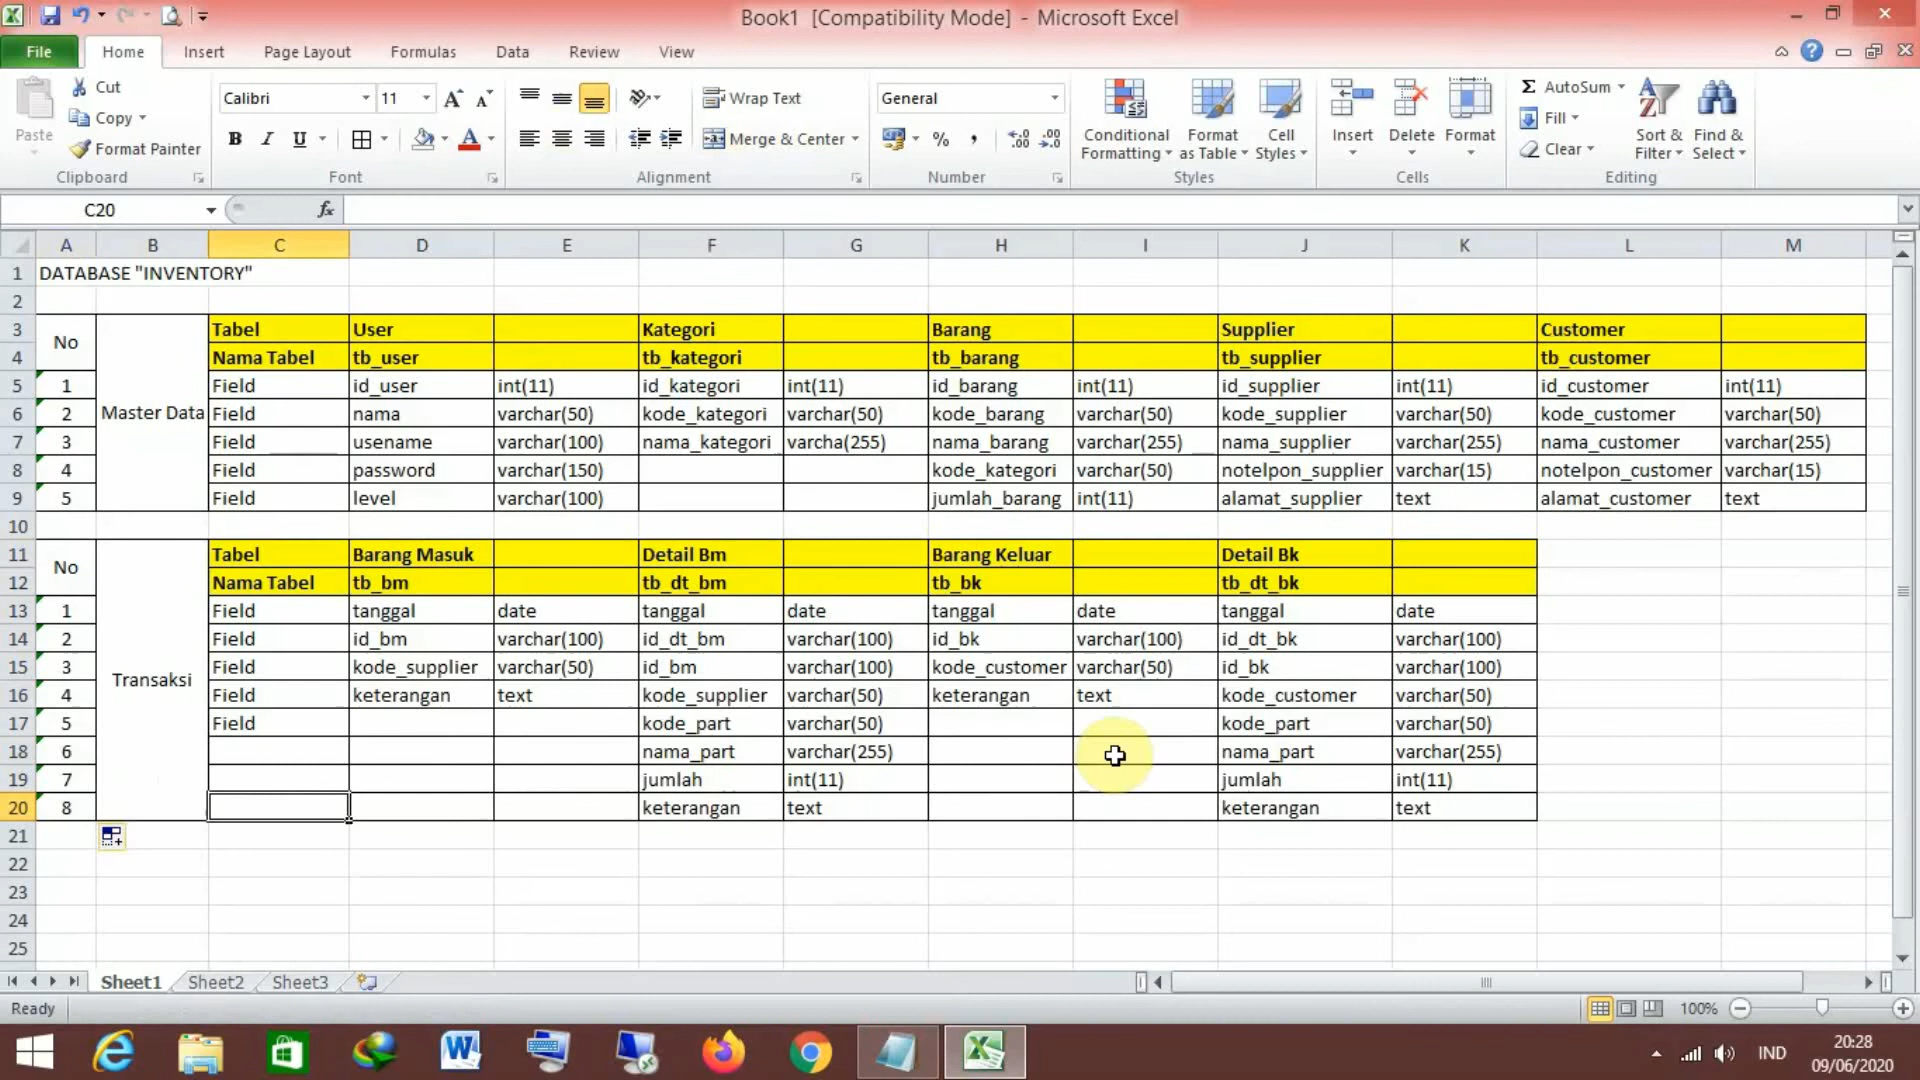 Book1 [Compatibility Mode] - Microsoft Excel
File Home Insert Page Layout Formulas Data Review View
Paste Cut Copy Format Painter Clipboard
Calibri 11 B I U Font
Wrap Text Merge & Center Alignment
General % , Number
Conditional Formatting Format as Table Cell Styles Styles
Insert Delete Format Cells
Σ AutoSum Fill Clear Sort & Filter Find & Select Editing
C20 fx
A B C D E F G H I J K L M
1 DATABASE "INVENTORY"
2
3 No Tabel User Kategori Barang Supplier Customer
4 Nama Tabel tb_user tb_kategori tb_barang tb_supplier tb_customer
5 1 Field id_user int(11) id_kategori int(11) id_barang int(11) id_supplier int(11) id_customer int(11)
6 2 Master Data Field nama varchar(50) kode_kategori varchar(50) kode_barang varchar(50) kode_supplier varchar(50) kode_customer varchar(50)
7 3 Field usename varchar(100) nama_kategori varcha(255) nama_barang varchar(255) nama_supplier varchar(255) nama_customer varchar(255)
8 4 Field password varchar(150) kode_kategori varchar(50) notelpon_supplier varchar(15) notelpon_customer varchar(15)
9 5 Field level varchar(100) jumlah_barang int(11) alamat_supplier text alamat_customer text
10
11 No Tabel Barang Masuk Detail Bm Barang Keluar Detail Bk
12 Nama Tabel tb_bm tb_dt_bm tb_bk tb_dt_bk
13 1 Field tanggal date tanggal date tanggal date tanggal date
14 2 Field id_bm varchar(100) id_dt_bm varchar(100) id_bk varchar(100) id_dt_bk varchar(100)
15 3 Transaksi Field kode_supplier varchar(50) id_bm varchar(100) kode_customer varchar(50) id_bk varchar(100)
16 4 Field keterangan text kode_supplier varchar(50) keterangan text kode_customer varchar(50)
17 5 Field kode_part varchar(50) kode_part varchar(50)
18 6 nama_part varchar(255) nama_part varchar(255)
19 7 jumlah int(11) jumlah int(11)
20 8 keterangan text keterangan text
21
22
23
24
25
Sheet1 Sheet2 Sheet3
Ready 100%
IND 20:28
09/06/2020